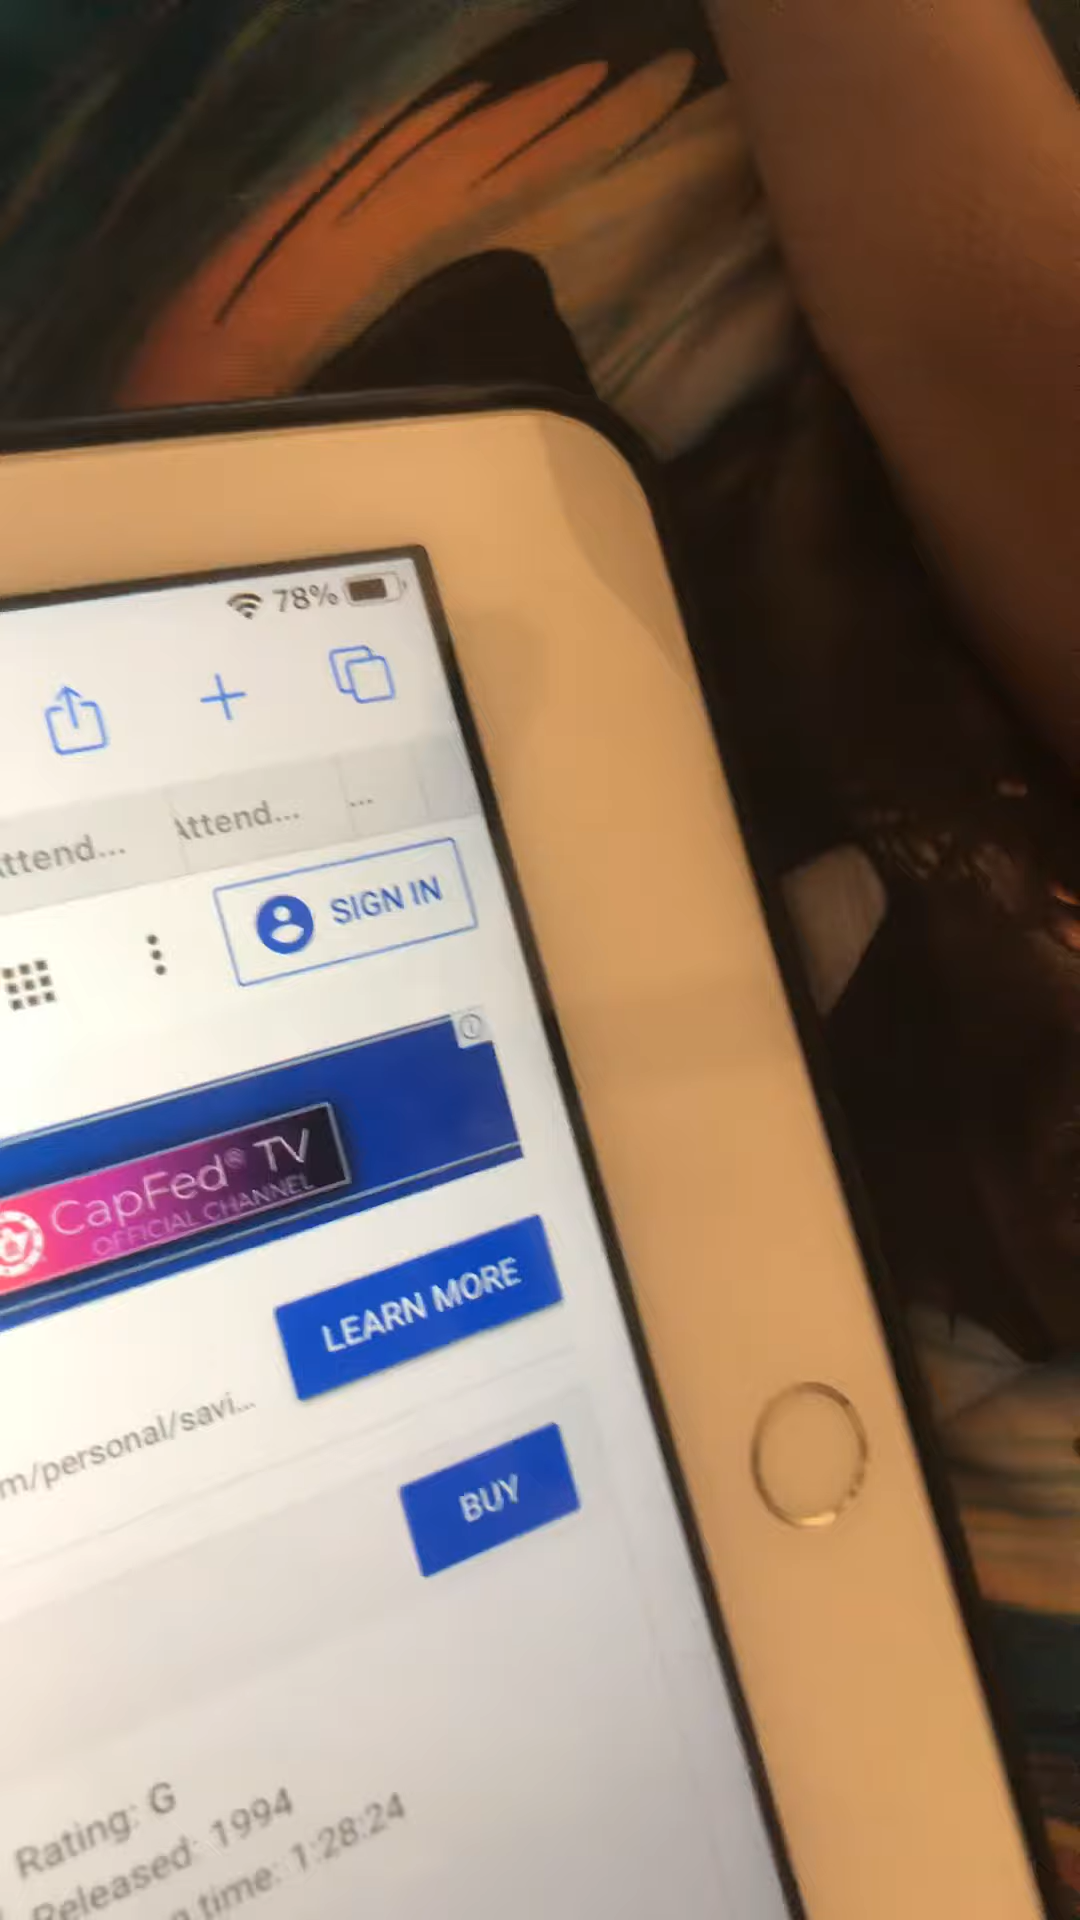 78%
ttend...
Attend...
...
SIGN IN
CapFed® TV
OFFICIAL CHANNEL
LEARN MORE
m/personal/savi...
BUY
Rating: G
Released: 1994
n time: 1:28:24